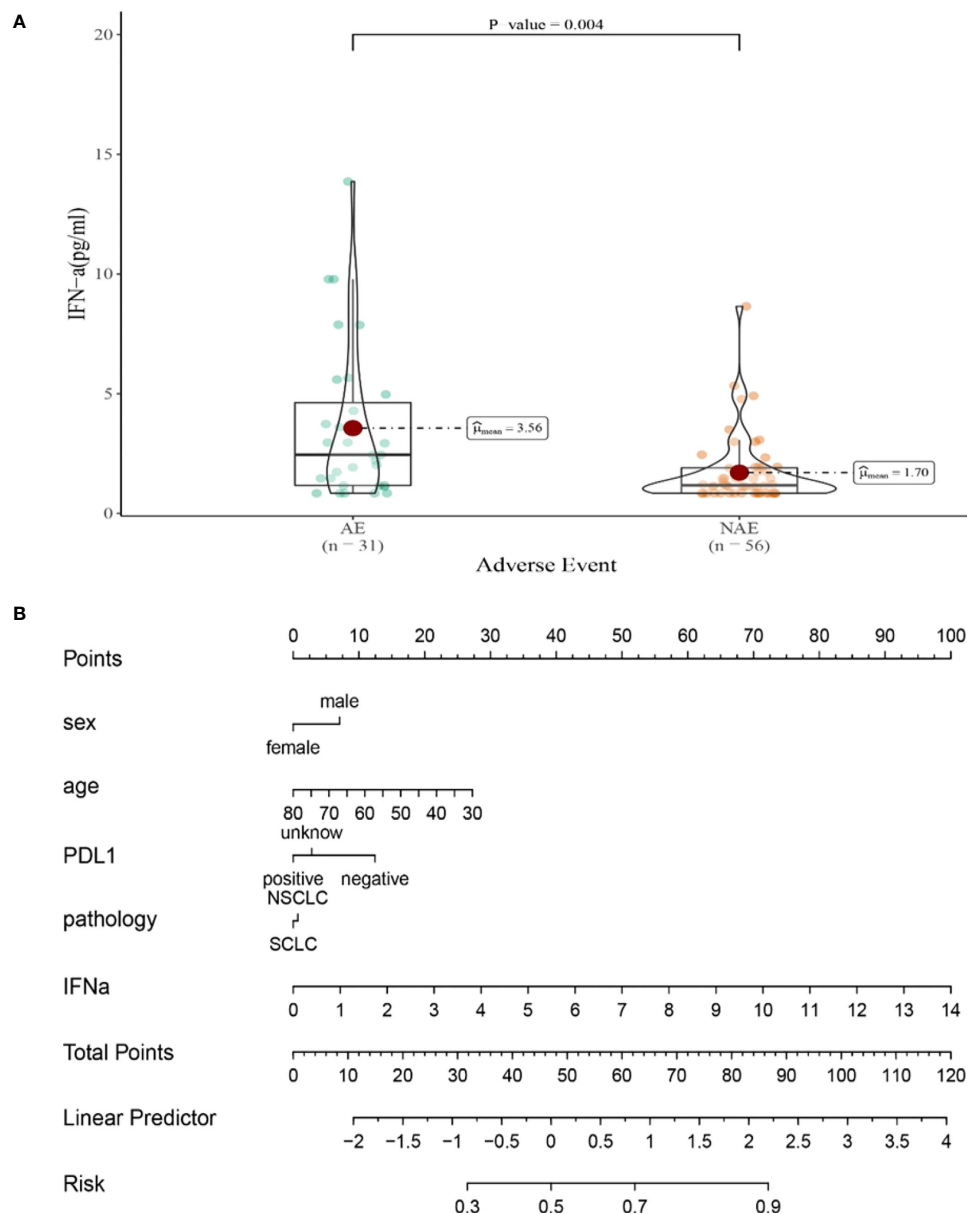 A
P value = 0.004
20
15
10
5
0
IFN-a(pg/ml)
μ̂mean = 3.56
μ̂mean = 1.70
AE
(n = 31)
NAE
(n = 56)
Adverse Event
B
Points
0 10 20 30 40 50 60 70 80 90 100
sex
male
female
age
80 70 60 50 40 30
PDL1
unknow
positive negative
pathology
NSCLC
SCLC
IFNa
0 1 2 3 4 5 6 7 8 9 10 11 12 13 14
Total Points
0 10 20 30 40 50 60 70 80 90 100 110 120
Linear Predictor
−2 −1.5 −1 −0.5 0 0.5 1 1.5 2 2.5 3 3.5 4
Risk
0.3 0.5 0.7 0.9